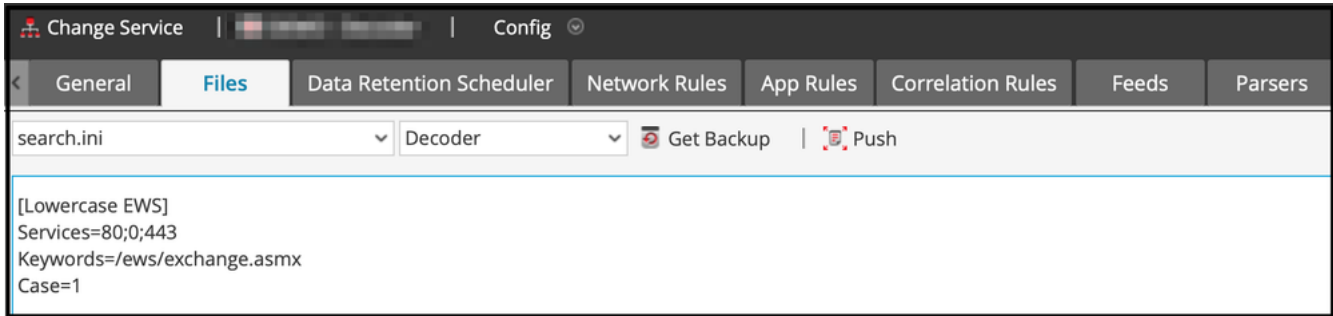 Change Service | | Config
General Files Data Retention Scheduler Network Rules App Rules Correlation Rules Feeds Parsers
search.ini Decoder Get Backup | Push
[Lowercase EWS]
Services=80;0;443
Keywords=/ews/exchange.asmx
Case=1